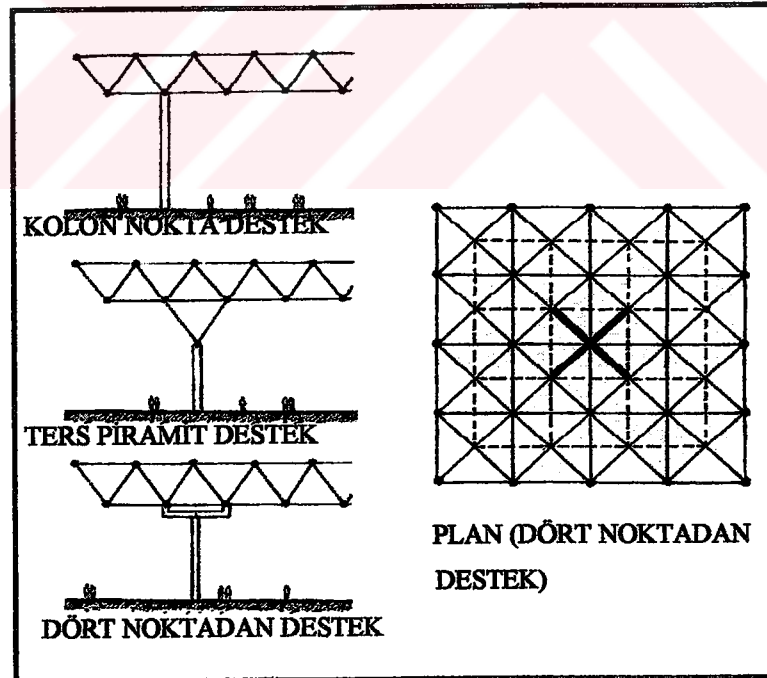 KOLON NOKTA DESTEK
TERS PİRAMİT DESTEK
DÖRT NOKTADAN DESTEK
PLAN (DÖRT NOKTADAN
DESTEK)